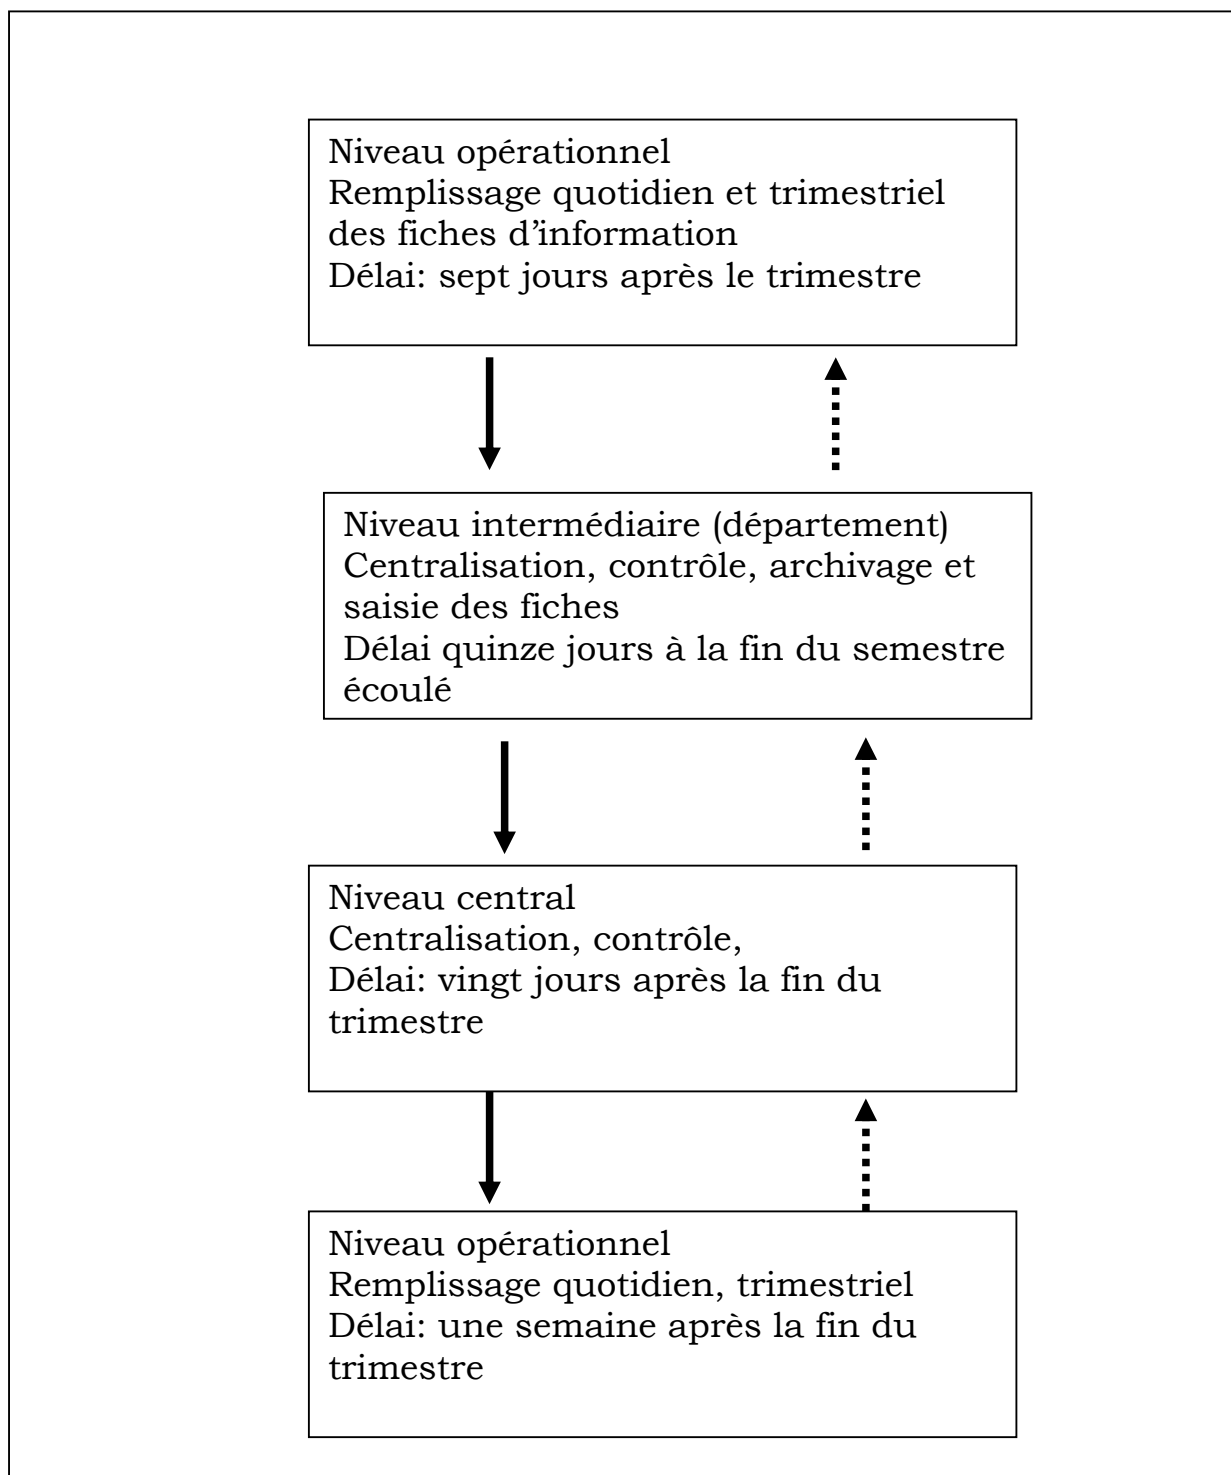 Niveau opérationnel
Remplissage quotidien et trimestriel
des fiches d’information
Délai: sept jours après le trimestre
Niveau intermédiaire (département)
Centralisation, contrôle, archivage et
saisie des fiches
Délai quinze jours à la fin du semestre
écoulé
Niveau central
Centralisation, contrôle,
Délai: vingt jours après la fin du
trimestre
Niveau opérationnel
Remplissage quotidien, trimestriel
Délai: une semaine après la fin du
trimestre